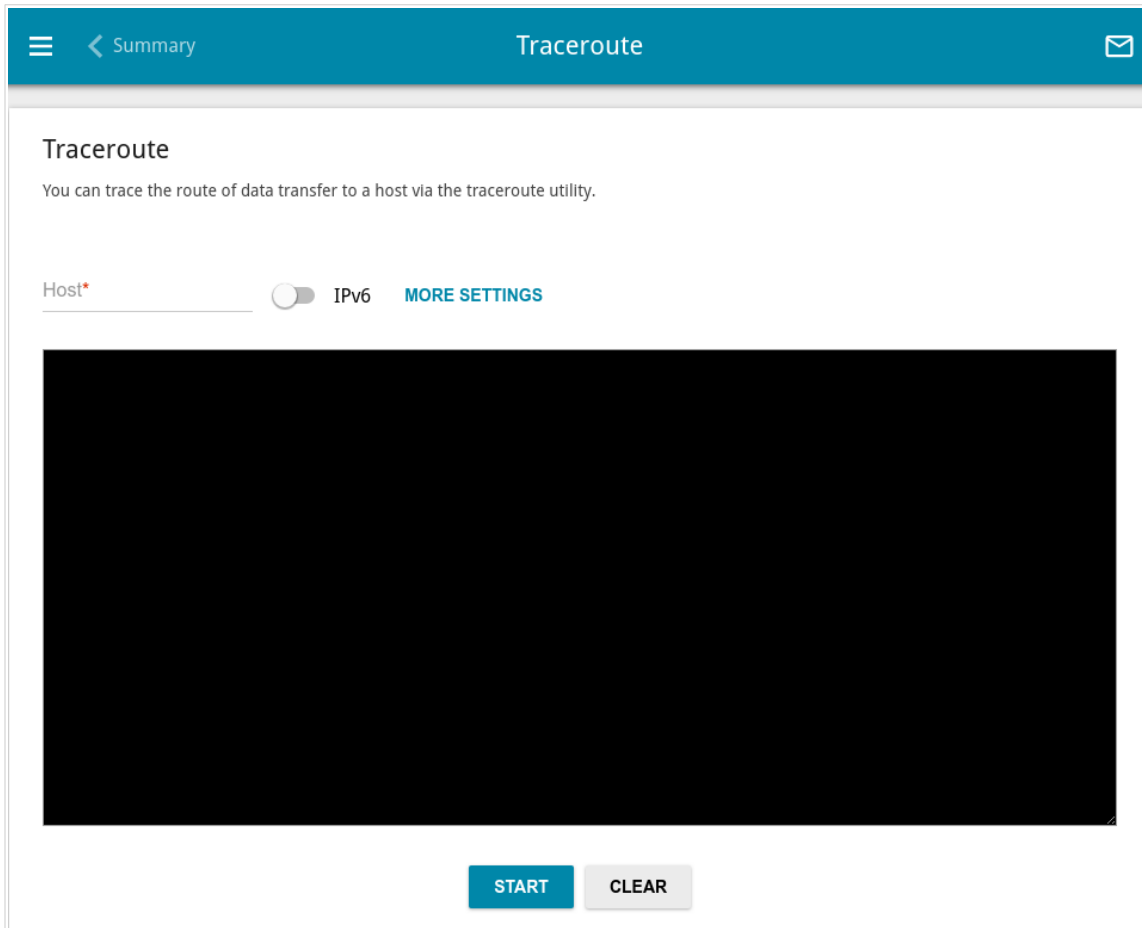 Summary
Traceroute
Traceroute
You can trace the route of data transfer to a host via the traceroute utility.
Host*
IPv6
MORE SETTINGS
START
CLEAR